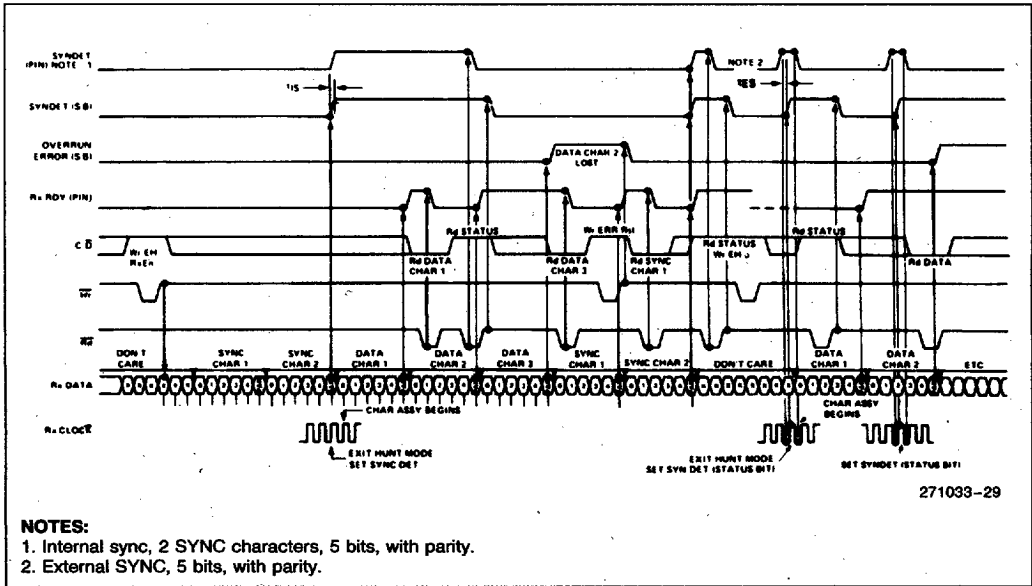 SYNDET
(PIN) NOTE 1
NOTE 2
tIS
tES
SYNDET (SB)
OVERRUN
ERROR (SB)
DATA CHAR 2
LOST
Rx RDY (PIN)
C D
Wr EH
RxEn
Rd DATA
CHAR 1
Rd STATUS
Rd DATA
CHAR 3
Wr ERR Rst
Rd SYNC
CHAR 1
Rd STATUS
Wr EH
Rd STATUS
Rd DATA
Wr
Rd
DON'T
CARE
SYNC
CHAR 1
SYNC
CHAR 2
DATA
CHAR 1
DATA
CHAR 2
DATA
CHAR 3
SYNC
CHAR 1
SYNC CHAR 2
DON'T CARE
DATA
CHAR 1
DATA
CHAR 2
ETC
Rx DATA
CHAR ASSY BEGINS
CHAR ASSY
BEGINS
Rx CLOCK
EXIT HUNT MODE
SET SYNC DET
EXIT HUNT MODE
SET SYN DET (STATUS BIT)
SET SYNDET (STATUS BIT)
271033–29
NOTES:
1. Internal sync, 2 SYNC characters, 5 bits, with parity.
2. External SYNC, 5 bits, with parity.